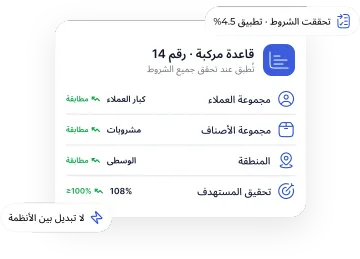 تحققت الشروط · تطبيق 4.5%
قاعدة مركبة · رقم 14
تُطبق عند تحقق جميع الشروط
مجموعة العملاء كبار العملاء مطابقة
مجموعة الأصناف مشروبات مطابقة
المنطقة الوسطى مطابقة
تحقيق المستهدف 108% ≥100%
لا تبديل بين الأنظمة